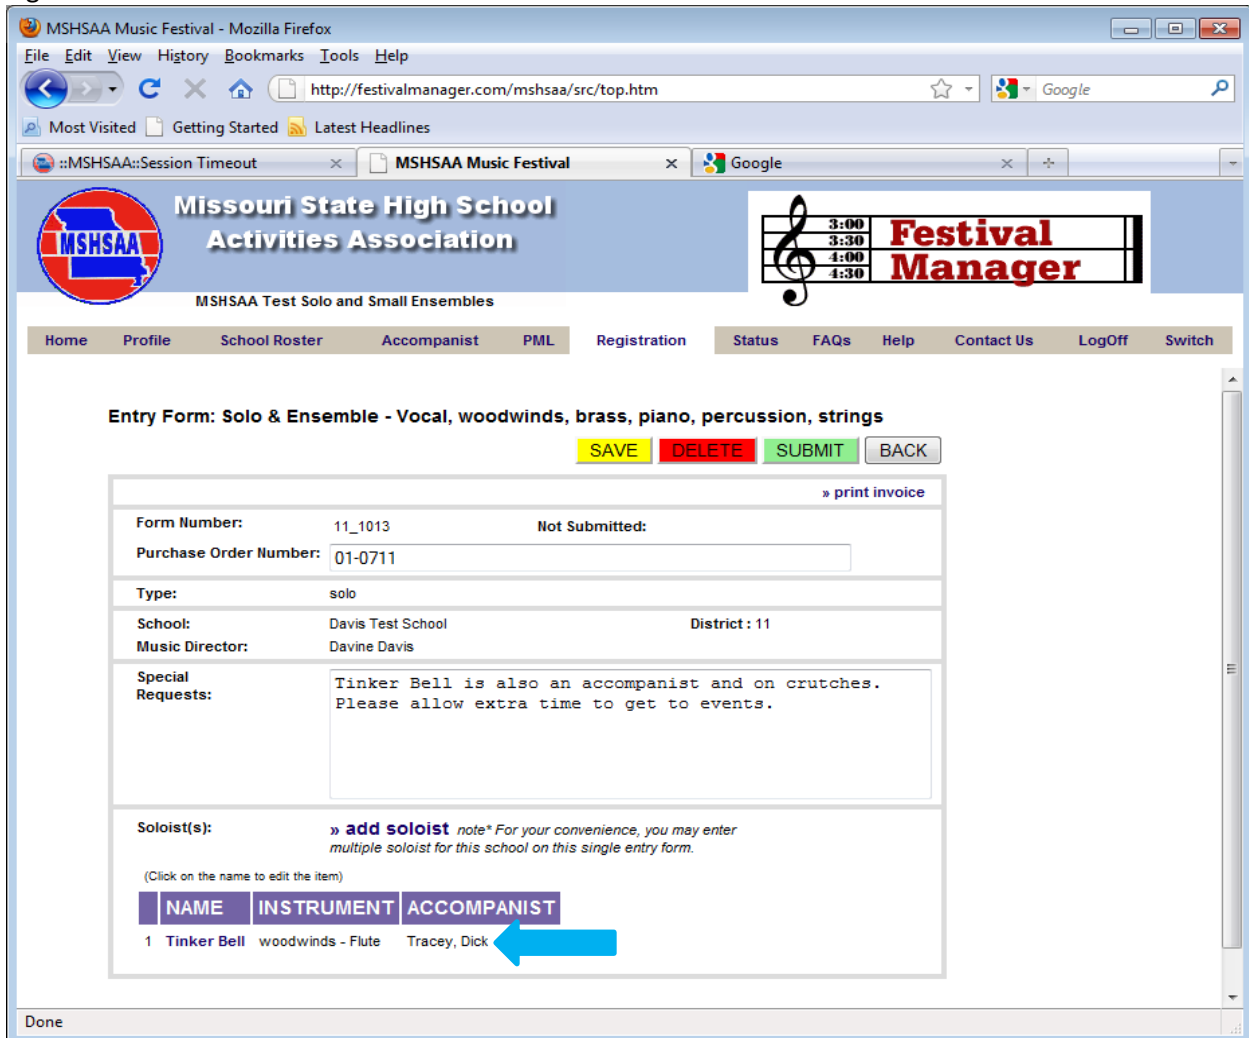 MSHSAA Music Festival - Mozilla Firefox
File Edit View History Bookmarks Tools Help
http://festivalmanager.com/mshsaa/src/top.htm
Google
Most Visited Getting Started Latest Headlines
::MSHSAA::Session Timeout MSHSAA Music Festival Google
Missouri State High School
Activities Association
MSHSAA
MSHSAA Test Solo and Small Ensembles
3:00
3:30
4:00
4:30
Festival
Manager
Home Profile School Roster Accompanist PML Registration Status FAQs Help Contact Us LogOff Switch
Entry Form: Solo & Ensemble - Vocal, woodwinds, brass, piano, percussion, strings
SAVE DELETE SUBMIT BACK
» print invoice
Form Number: 11_1013 Not Submitted:
Purchase Order Number: 01-0711
Type: solo
School: Davis Test School District : 11
Music Director: Davine Davis
Special
Requests:
Tinker Bell is also an accompanist and on crutches.
Please allow extra time to get to events.
Soloist(s): » add soloist note* For your convenience, you may enter
multiple soloist for this school on this single entry form.
(Click on the name to edit the item)
NAME INSTRUMENT ACCOMPANIST
1 Tinker Bell woodwinds - Flute Tracey, Dick
Done